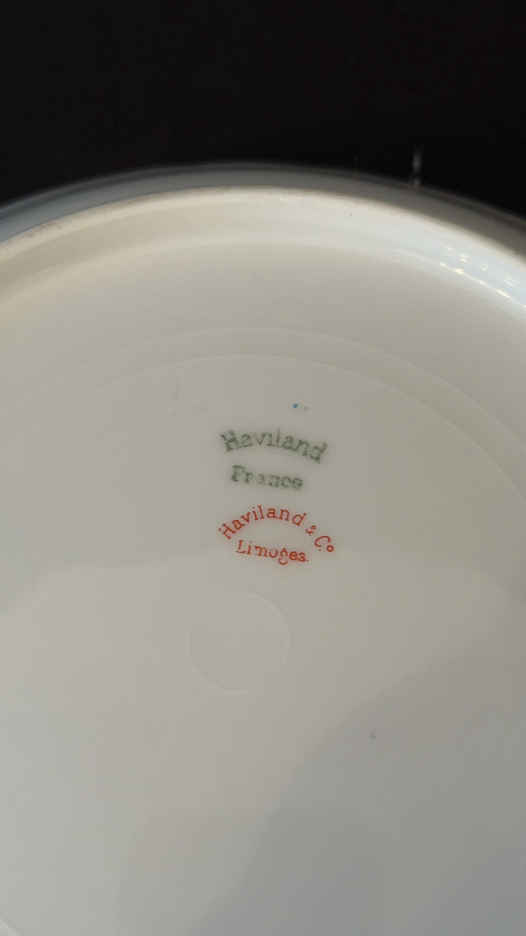 Haviland
France
Haviland & Co
Limoges.